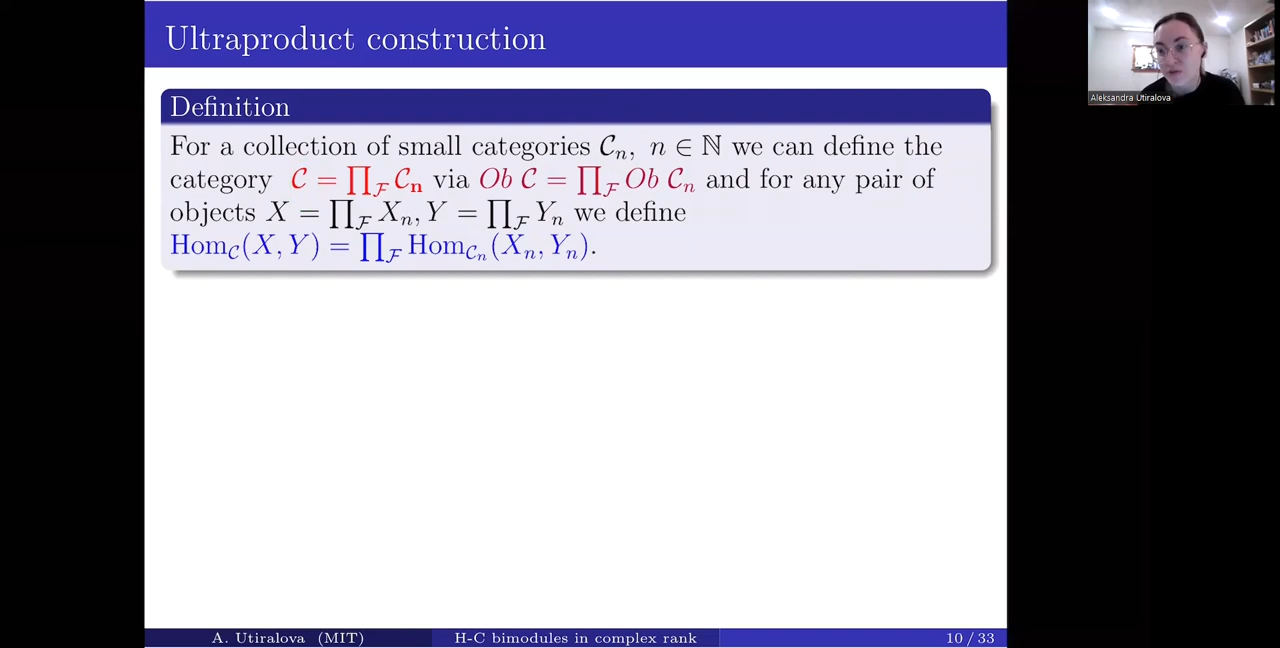 Ultraproduct construction
Definition
For a collection of small categories 𝒞ₙ, n ∈ ℕ we can define the
category 𝒞 = ∏_ℱ 𝒞ₙ via Ob 𝒞 = ∏_ℱ Ob 𝒞ₙ and for any pair of
objects X = ∏_ℱ Xₙ, Y = ∏_ℱ Yₙ we define
Hom_𝒞(X, Y) = ∏_ℱ Hom_𝒞ₙ(Xₙ, Yₙ).
Aleksandra Utiralova
A. Utiralova (MIT) H-C bimodules in complex rank 10 / 33